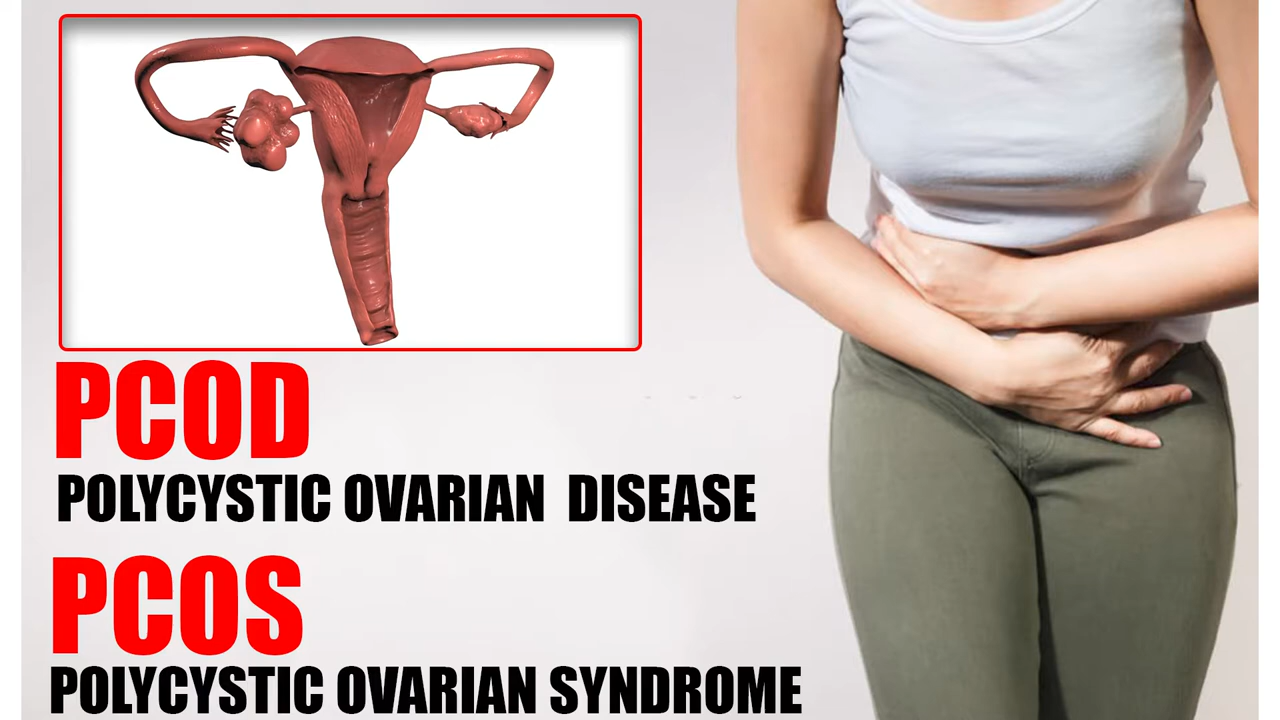 PCOD
POLYCYSTIC OVARIAN DISEASE
PCOS
POLYCYSTIC OVARIAN SYNDROME